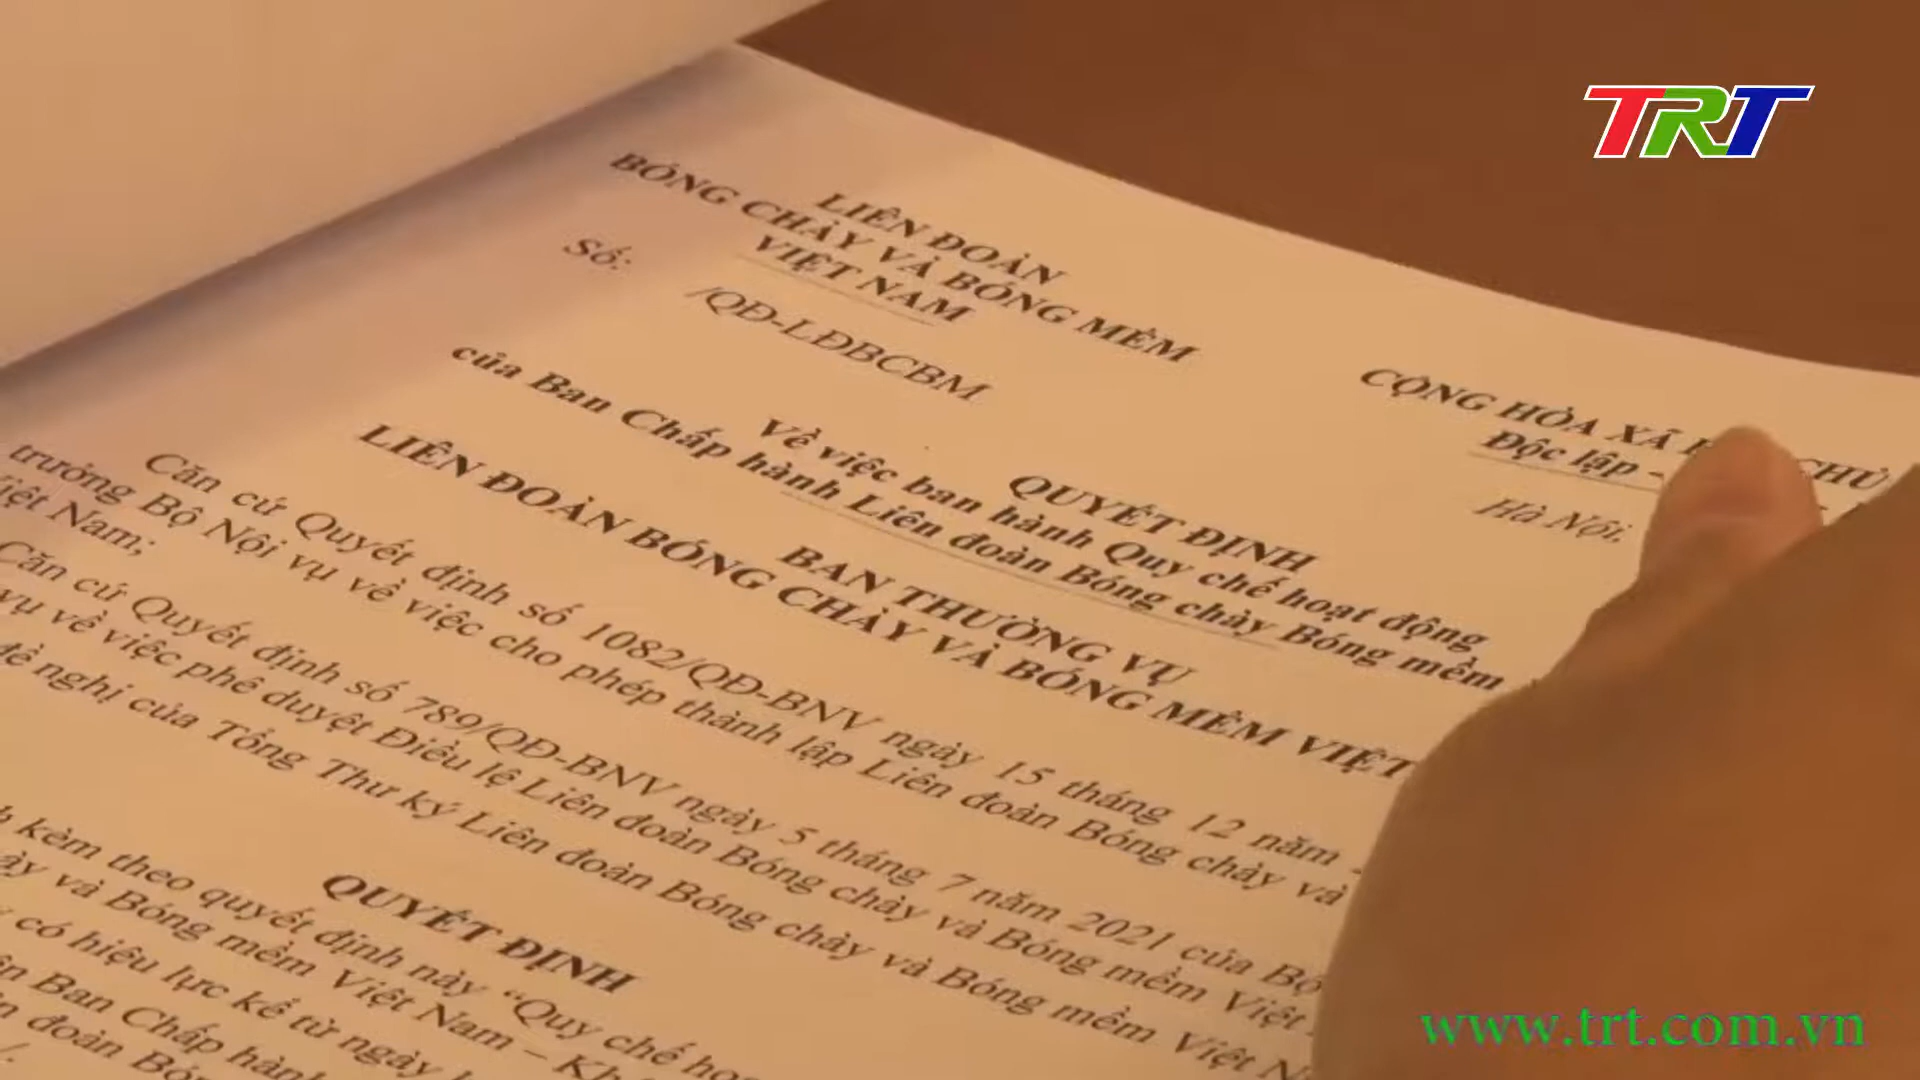 TRT
LIÊN ĐOÀN
BÓNG CHÀY VÀ BÓNG MỀM
VIỆT NAM
Số: /QĐ-LĐBCBM
CỘNG HÒA XÃ CHỦ
Độc lập -
Hà Nội,
QUYẾT ĐỊNH
Về việc ban hành Quy chế hoạt động
của Ban Chấp hành Liên đoàn Bóng chày Bóng mềm
BAN THƯỜNG VỤ
LIÊN ĐOÀN BÓNG CHÀY VÀ BÓNG MỀM VIỆT
Căn cứ Quyết định số 1082/QĐ-BNV ngày 15 tháng 12 năm
trưởng Bộ Nội vụ về việc cho phép thành lập Liên đoàn Bóng chày và
Việt Nam;
Căn cứ Quyết định số 789/QĐ-BNV ngày 5 tháng 7 năm 2021 của Bộ
vụ về việc phê duyệt Điều lệ Liên đoàn Bóng chày và Bóng mềm Việt
đề nghị của Tổng Thư ký Liên đoàn Bóng chày và Bóng mềm Việt
QUYẾT ĐỊNH
kèm theo quyết định này “Quy chế
và Bóng mềm Việt Nam –
có hiệu lực kể từ ngày
Ban Chấp hành
đoàn
www.trt.com.vn